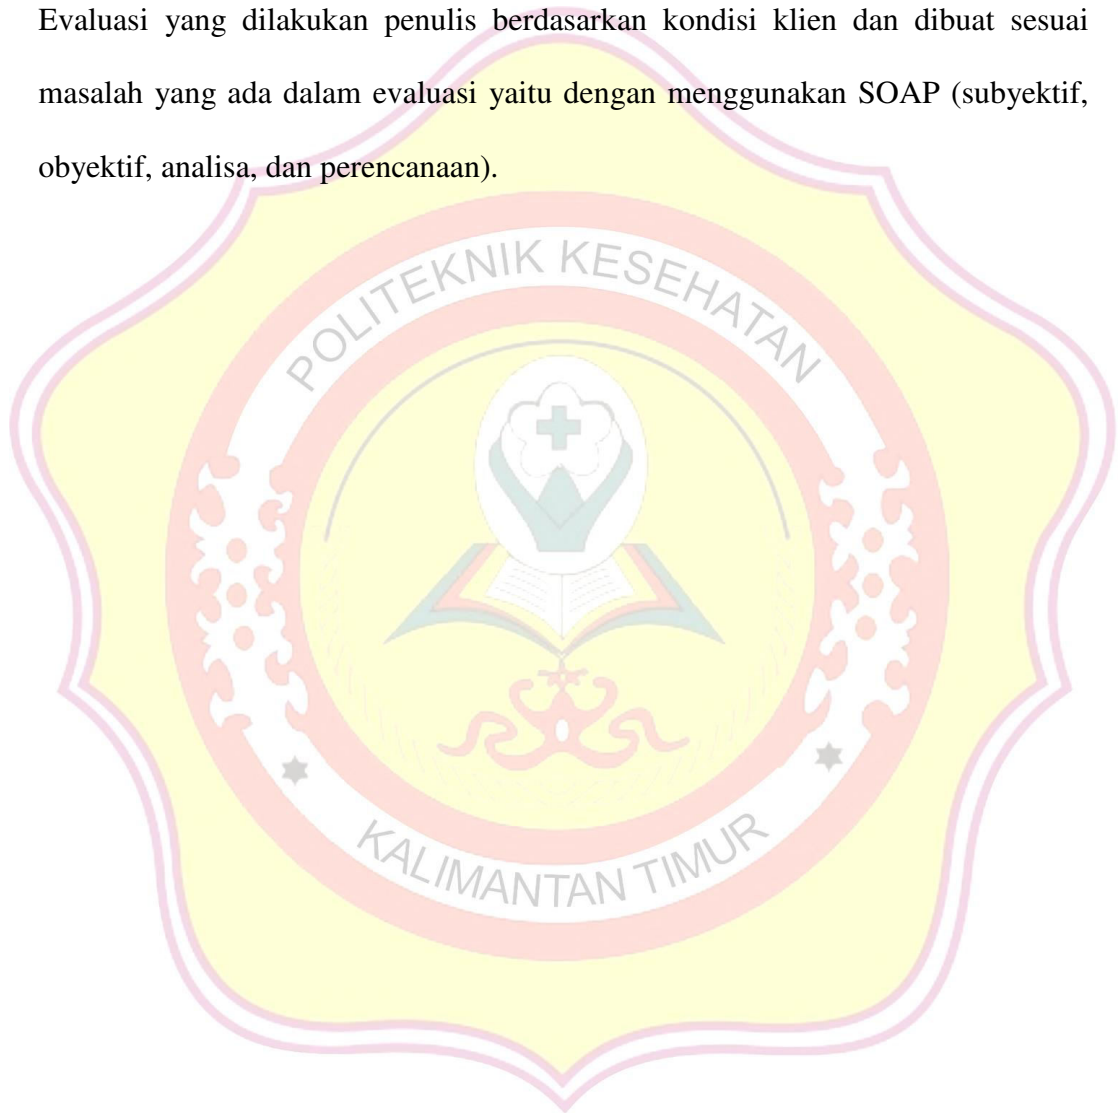 Evaluasi yang dilakukan penulis berdasarkan kondisi klien dan dibuat sesuai
masalah yang ada dalam evaluasi yaitu dengan menggunakan SOAP (subyektif,
obyektif, analisa, dan perencanaan).
POLITEKNIK KESEHATAN
KALIMANTAN TIMUR